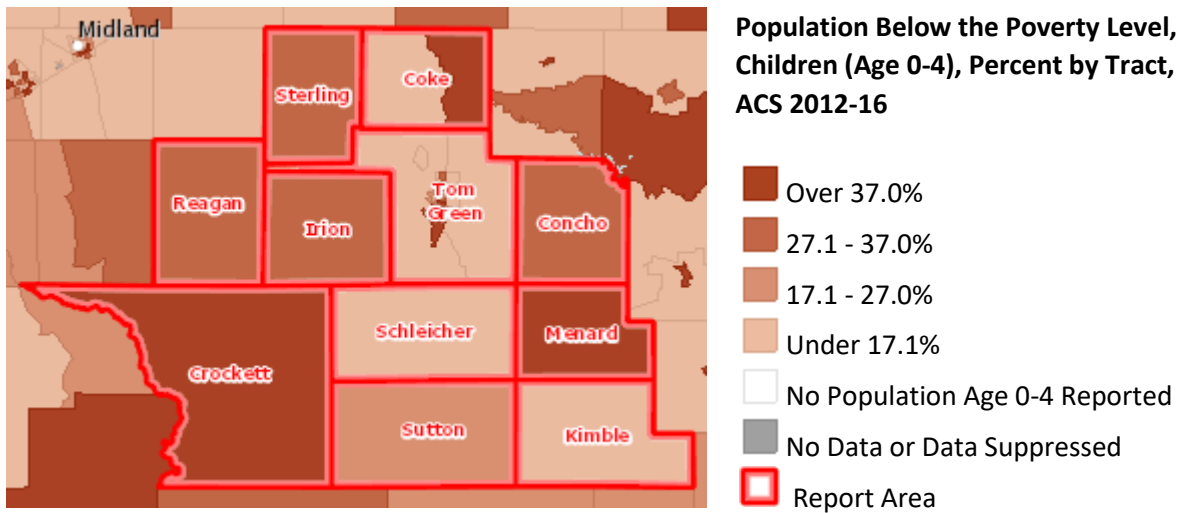 Midland
Sterling
Coke
Reagan
Irion
Tom
Green
Concho
Crockett
Schleicher
Menard
Sutton
Kimble
Population Below the Poverty Level,
Children (Age 0-4), Percent by Tract,
ACS 2012-16
Over 37.0%
27.1 - 37.0%
17.1 - 27.0%
Under 17.1%
No Population Age 0-4 Reported
No Data or Data Suppressed
Report Area